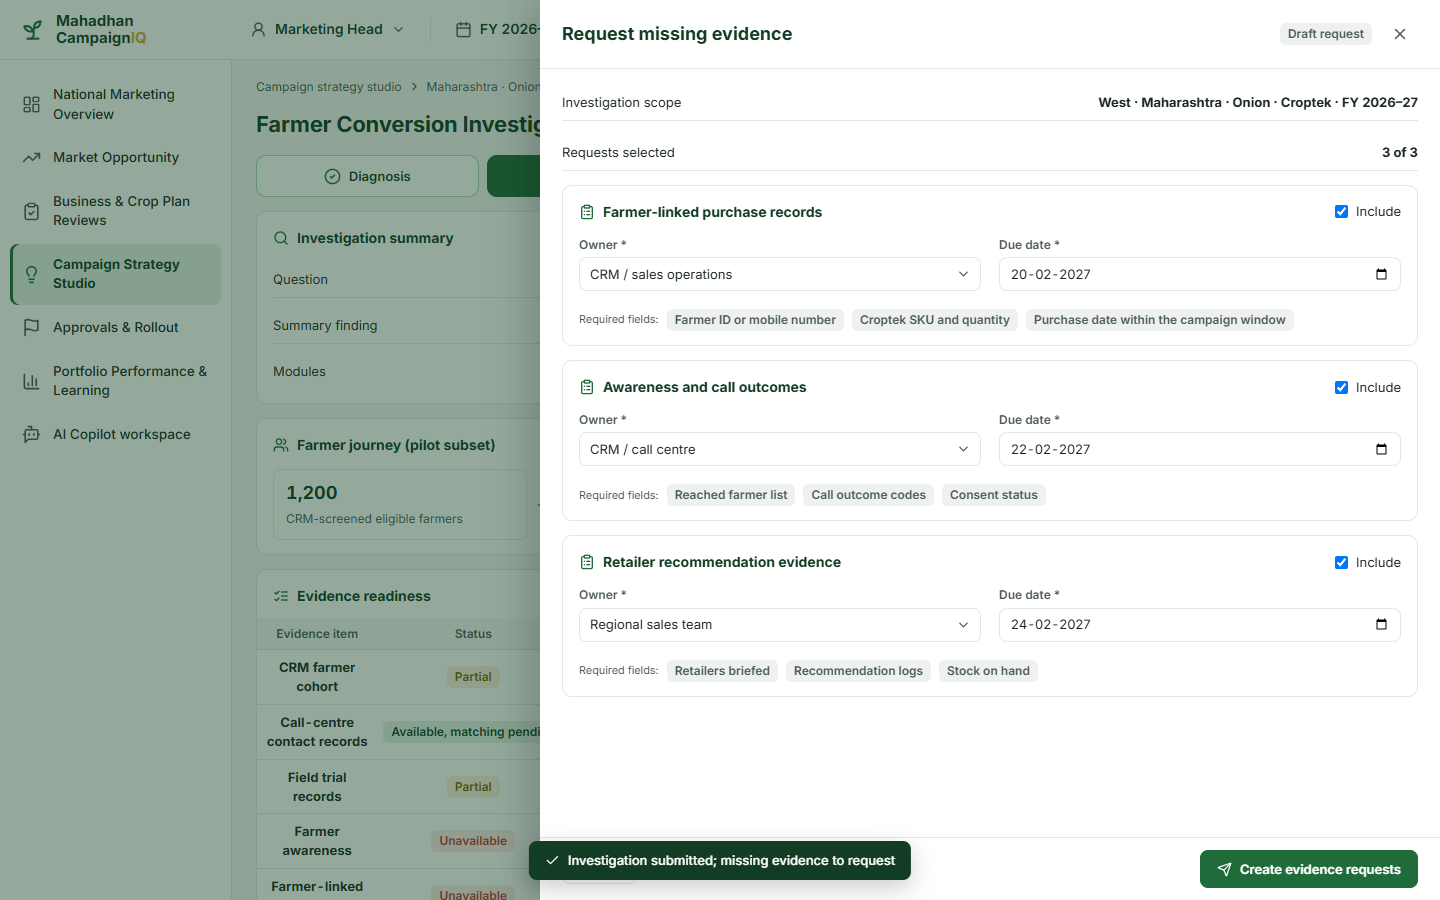 Mahadhan
CampaignIQ
Marketing Head
FY 2026-
National Marketing
Overview
Market Opportunity
Business & Crop Plan
Reviews
Campaign Strategy
Studio
Approvals & Rollout
Portfolio Performance &
Learning
AI Copilot workspace
Campaign strategy studio > Maharashtra · Onion
Farmer Conversion Investig
Diagnosis
Investigation summary
Question
Summary finding
Modules
Farmer journey (pilot subset)
1,200
CRM-screened eligible farmers
Evidence readiness
Evidence item Status
CRM farmer
cohort
Partial
Call-centre
contact records
Available, matching pendi
Field trial
records
Partial
Farmer
awareness
Unavailable
Farmer-linked
Unavailable
Request missing evidence
Draft request
Investigation scope
West · Maharashtra · Onion · Croptek · FY 2026–27
Requests selected
3 of 3
Farmer-linked purchase records
Include
Owner *
Due date *
CRM / sales operations
20-02-2027
Required fields: Farmer ID or mobile number Croptek SKU and quantity Purchase date within the campaign window
Awareness and call outcomes
Include
Owner *
Due date *
CRM / call centre
22-02-2027
Required fields: Reached farmer list Call outcome codes Consent status
Retailer recommendation evidence
Include
Owner *
Due date *
Regional sales team
24-02-2027
Required fields: Retailers briefed Recommendation logs Stock on hand
Investigation submitted; missing evidence to request
Create evidence requests